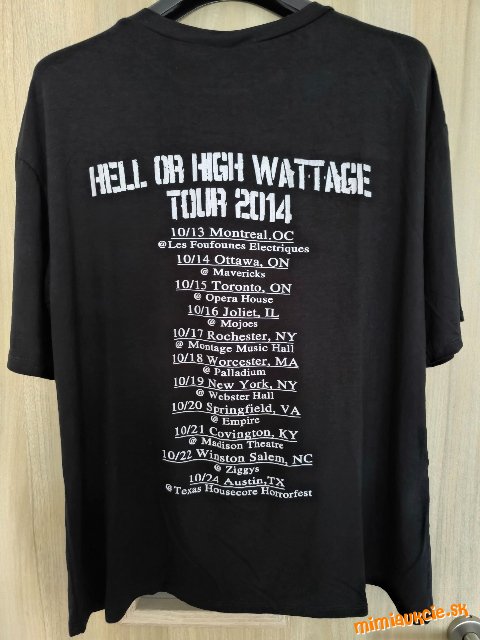 HELL OR HIGH WATTAGE
TOUR 2014
10/13 Montreal,OC
@Les Foufounes Electriques
10/14 Ottawa, ON
@ Mavericks
10/15 Toronto, ON
@ Opera House
10/16 Joliet, IL
@ Mojoes
10/17 Rochester, NY
@ Montage Music Hall
10/18 Worcester, MA
@ Palladium
10/19 New York, NY
@ Webster Hall
10/20 Springfield, VA
@ Empire
10/21 Covington, KY
@ Madison Theatre
10/22 Winston Salem, NC
@ Ziggys
10/24 Austin,TX
@Texas Housecore Horrorfest
mimiaukcie.sk